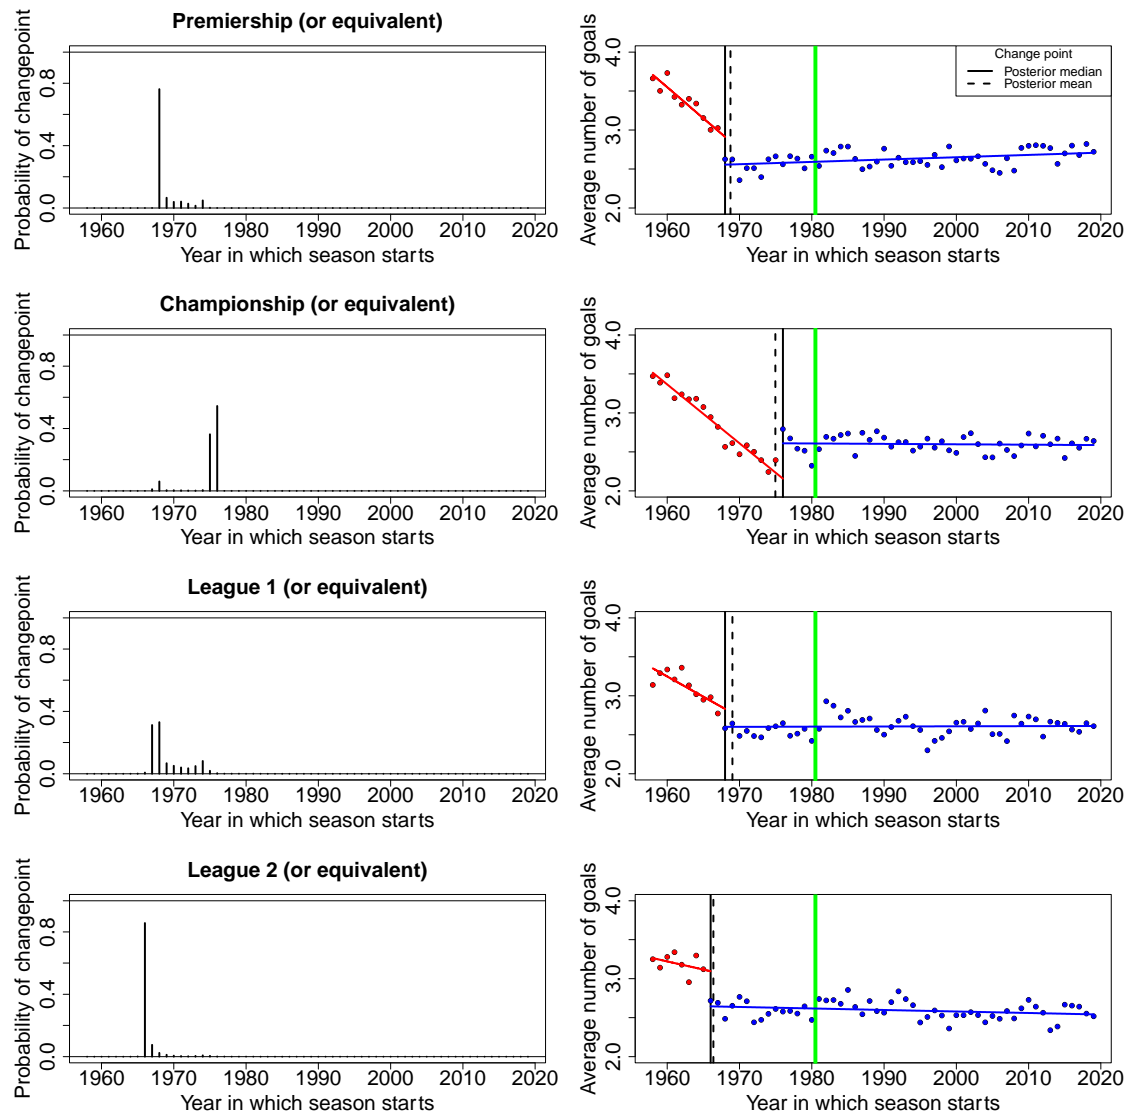 Premiership (or equivalent)
Probability of changepoint
0.0 0.4 0.8
1960 1970 1980 1990 2000 2010 2020
Year in which season starts
Average number of goals
2.0 3.0 4.0
Change point
Posterior median
Posterior mean
1960 1970 1980 1990 2000 2010 2020
Year in which season starts
Championship (or equivalent)
Probability of changepoint
0.0 0.4 0.8
1960 1970 1980 1990 2000 2010 2020
Year in which season starts
Average number of goals
2.0 3.0 4.0
1960 1970 1980 1990 2000 2010 2020
Year in which season starts
League 1 (or equivalent)
Probability of changepoint
0.0 0.4 0.8
1960 1970 1980 1990 2000 2010 2020
Year in which season starts
Average number of goals
2.0 3.0 4.0
1960 1970 1980 1990 2000 2010 2020
Year in which season starts
League 2 (or equivalent)
Probability of changepoint
0.0 0.4 0.8
1960 1970 1980 1990 2000 2010 2020
Year in which season starts
Average number of goals
2.0 3.0 4.0
1960 1970 1980 1990 2000 2010 2020
Year in which season starts